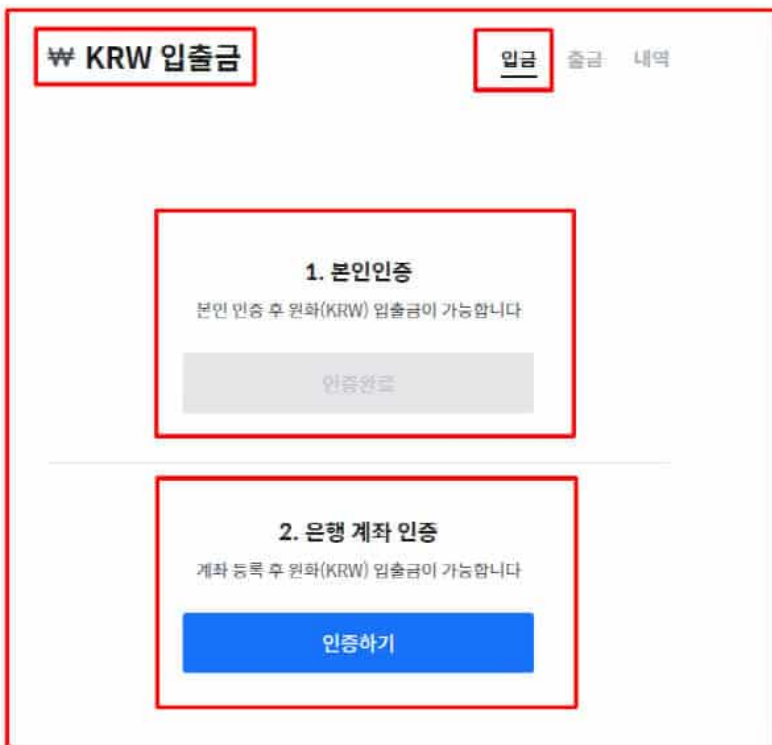 ₩ KRW 입출금
입금 출금 내역
1. 본인인증
본인 인증 후 원화(KRW) 입출금이 가능합니다
인증완료
2. 은행 계좌 인증
계좌 등록 후 원화(KRW) 입출금이 가능합니다
인증하기